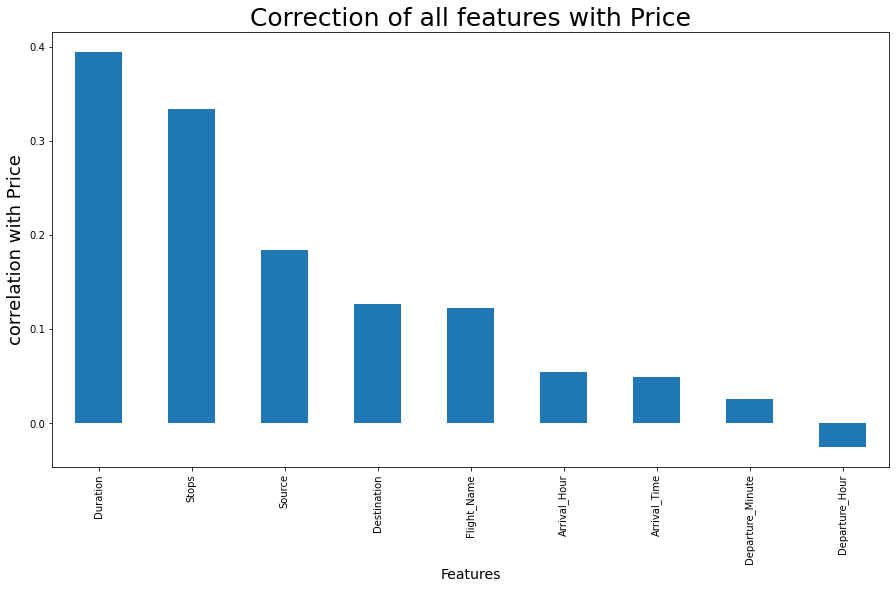 Correction of all features with Price
correlation with Price
0.4
0.3
0.2
0.1
0.0
Duration
Stops
Source
Destination
Flight_Name
Arrival_Hour
Arrival_Time
Departure_Minute
Departure_Hour
Features